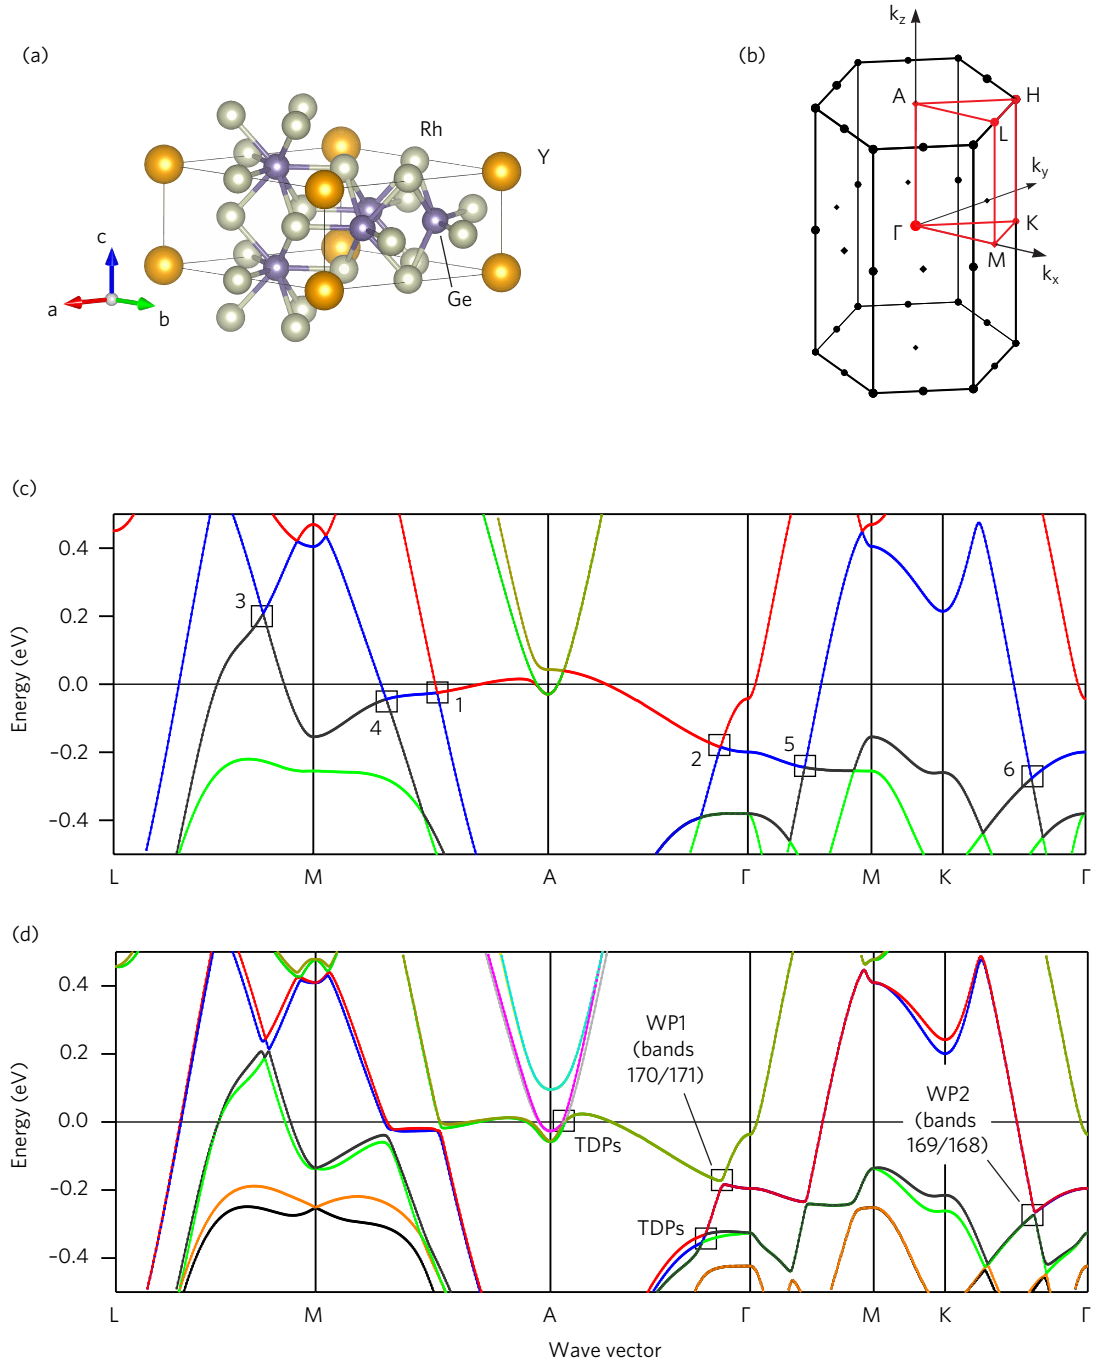 (a)
Rh
Y
c
a
b
Ge
(b)
k_z
A
H
L
k_y
Γ
K
M
k_x
(c)
Energy (eV)
0.4
0.2
0.0
−0.2
−0.4
3
4
1
2
5
6
L
M
A
Γ
M
K
Γ
(d)
Energy (eV)
0.4
0.2
0.0
−0.2
−0.4
WP1
(bands
170/171)
TDPs
TDPs
WP2
(bands
169/168)
L
M
A
Γ
M
K
Γ
Wave vector